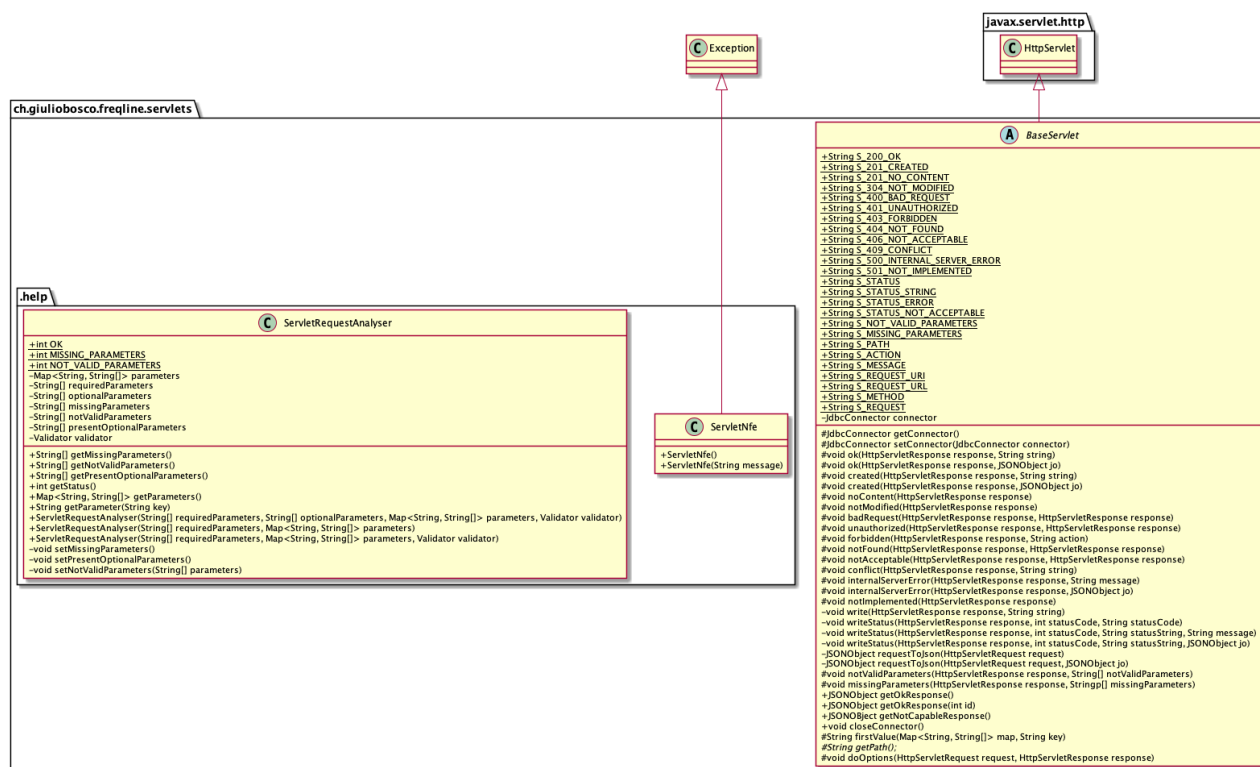 javax.servlet.http
C HttpServlet
C Exception
ch.giuliobosco.freqline.servlets
A BaseServlet
+String S_200_OK
+String S_201_CREATED
+String S_201_NO_CONTENT
+String S_304_NOT_MODIFIED
+String S_400_BAD_REQUEST
+String S_401_UNAUTHORIZED
+String S_403_FORBIDDEN
+String S_404_NOT_FOUND
+String S_406_NOT_ACCEPTABLE
+String S_409_CONFLICT
+String S_500_INTERNAL_SERVER_ERROR
+String S_501_NOT_IMPLEMENTED
+String S_STATUS
+String S_STATUS_STRING
+String S_STATUS_ERROR
+String S_STATUS_NOT_ACCEPTABLE
+String S_NOT_VALID_PARAMETERS
+String S_MISSING_PARAMETERS
+String S_PATH
+String S_ACTION
+String S_MESSAGE
+String S_REQUEST_URI
+String S_REQUEST_URL
+String S_METHOD
+String S_REQUEST
-JdbcConnector connector
#JdbcConnector getConnector()
#JdbcConnector setConnector(JdbcConnector connector)
#void ok(HttpServletResponse response, String string)
#void ok(HttpServletResponse response, JSONObject jo)
#void created(HttpServletResponse response, String string)
#void created(HttpServletResponse response, JSONObject jo)
#void noContent(HttpServletResponse response)
#void notModified(HttpServletResponse response)
#void badRequest(HttpServletResponse response, HttpServletResponse response)
#void unauthorized(HttpServletResponse response, HttpServletResponse response)
#void forbidden(HttpServletResponse response, String action)
#void notFound(HttpServletResponse response, HttpServletResponse response)
#void notAcceptable(HttpServletResponse response, HttpServletResponse response)
#void conflict(HttpServletResponse response, String string)
#void internalServerError(HttpServletResponse response, String message)
#void internalServerError(HttpServletResponse response, JSONObject jo)
#void notImplemented(HttpServletResponse response)
-void write(HttpServletResponse response, String string)
-void writeStatus(HttpServletResponse response, int statusCode, String statusCode)
-void writeStatus(HttpServletResponse response, int statusCode, String statusString, String message)
-void writeStatus(HttpServletResponse response, int statusCode, String statusString, JSONObject jo)
-JSONObject requestToJson(HttpServletRequest request)
-JSONObject requestToJson(HttpServletRequest request, JSONObject jo)
#void notValidParameters(HttpServletResponse response, String[] notValidParameters)
#void missingParameters(HttpServletResponse response, Stringp[] missingParameters)
+JSONObject getOkResponse()
+JSONObject getOkResponse(int id)
+JSONOBject getNotCapableResponse()
+void closeConnector()
#String firstValue(Map<String, String[]> map, String key)
#String getPath();
#void doOptions(HttpServletRequest request, HttpServletResponse response)
.help
C ServletRequestAnalyser
+int OK
+int MISSING_PARAMETERS
+int NOT_VALID_PARAMETERS
-Map<String, String[]> parameters
-String[] requiredParameters
-String[] optionalParameters
-String[] missingParameters
-String[] notValidParameters
-String[] presentOptionalParameters
-Validator validator
+String[] getMissingParameters()
+String[] getNotValidParameters()
+String[] getPresentOptionalParameters()
+int getStatus()
+Map<String, String[]> getParameters()
+String getParameter(String key)
+ServletRequestAnalyser(String[] requiredParameters, String[] optionalParameters, Map<String, String[]> parameters, Validator validator)
+ServletRequestAnalyser(String[] requiredParameters, Map<String, String[]> parameters)
+ServletRequestAnalyser(String[] requiredParameters, Map<String, String[]> parameters, Validator validator)
-void setMissingParameters()
-void setPresentOptionalParameters()
-void setNotValidParameters(String[] parameters)
C ServletNfe
+ServletNfe()
+ServletNfe(String message)